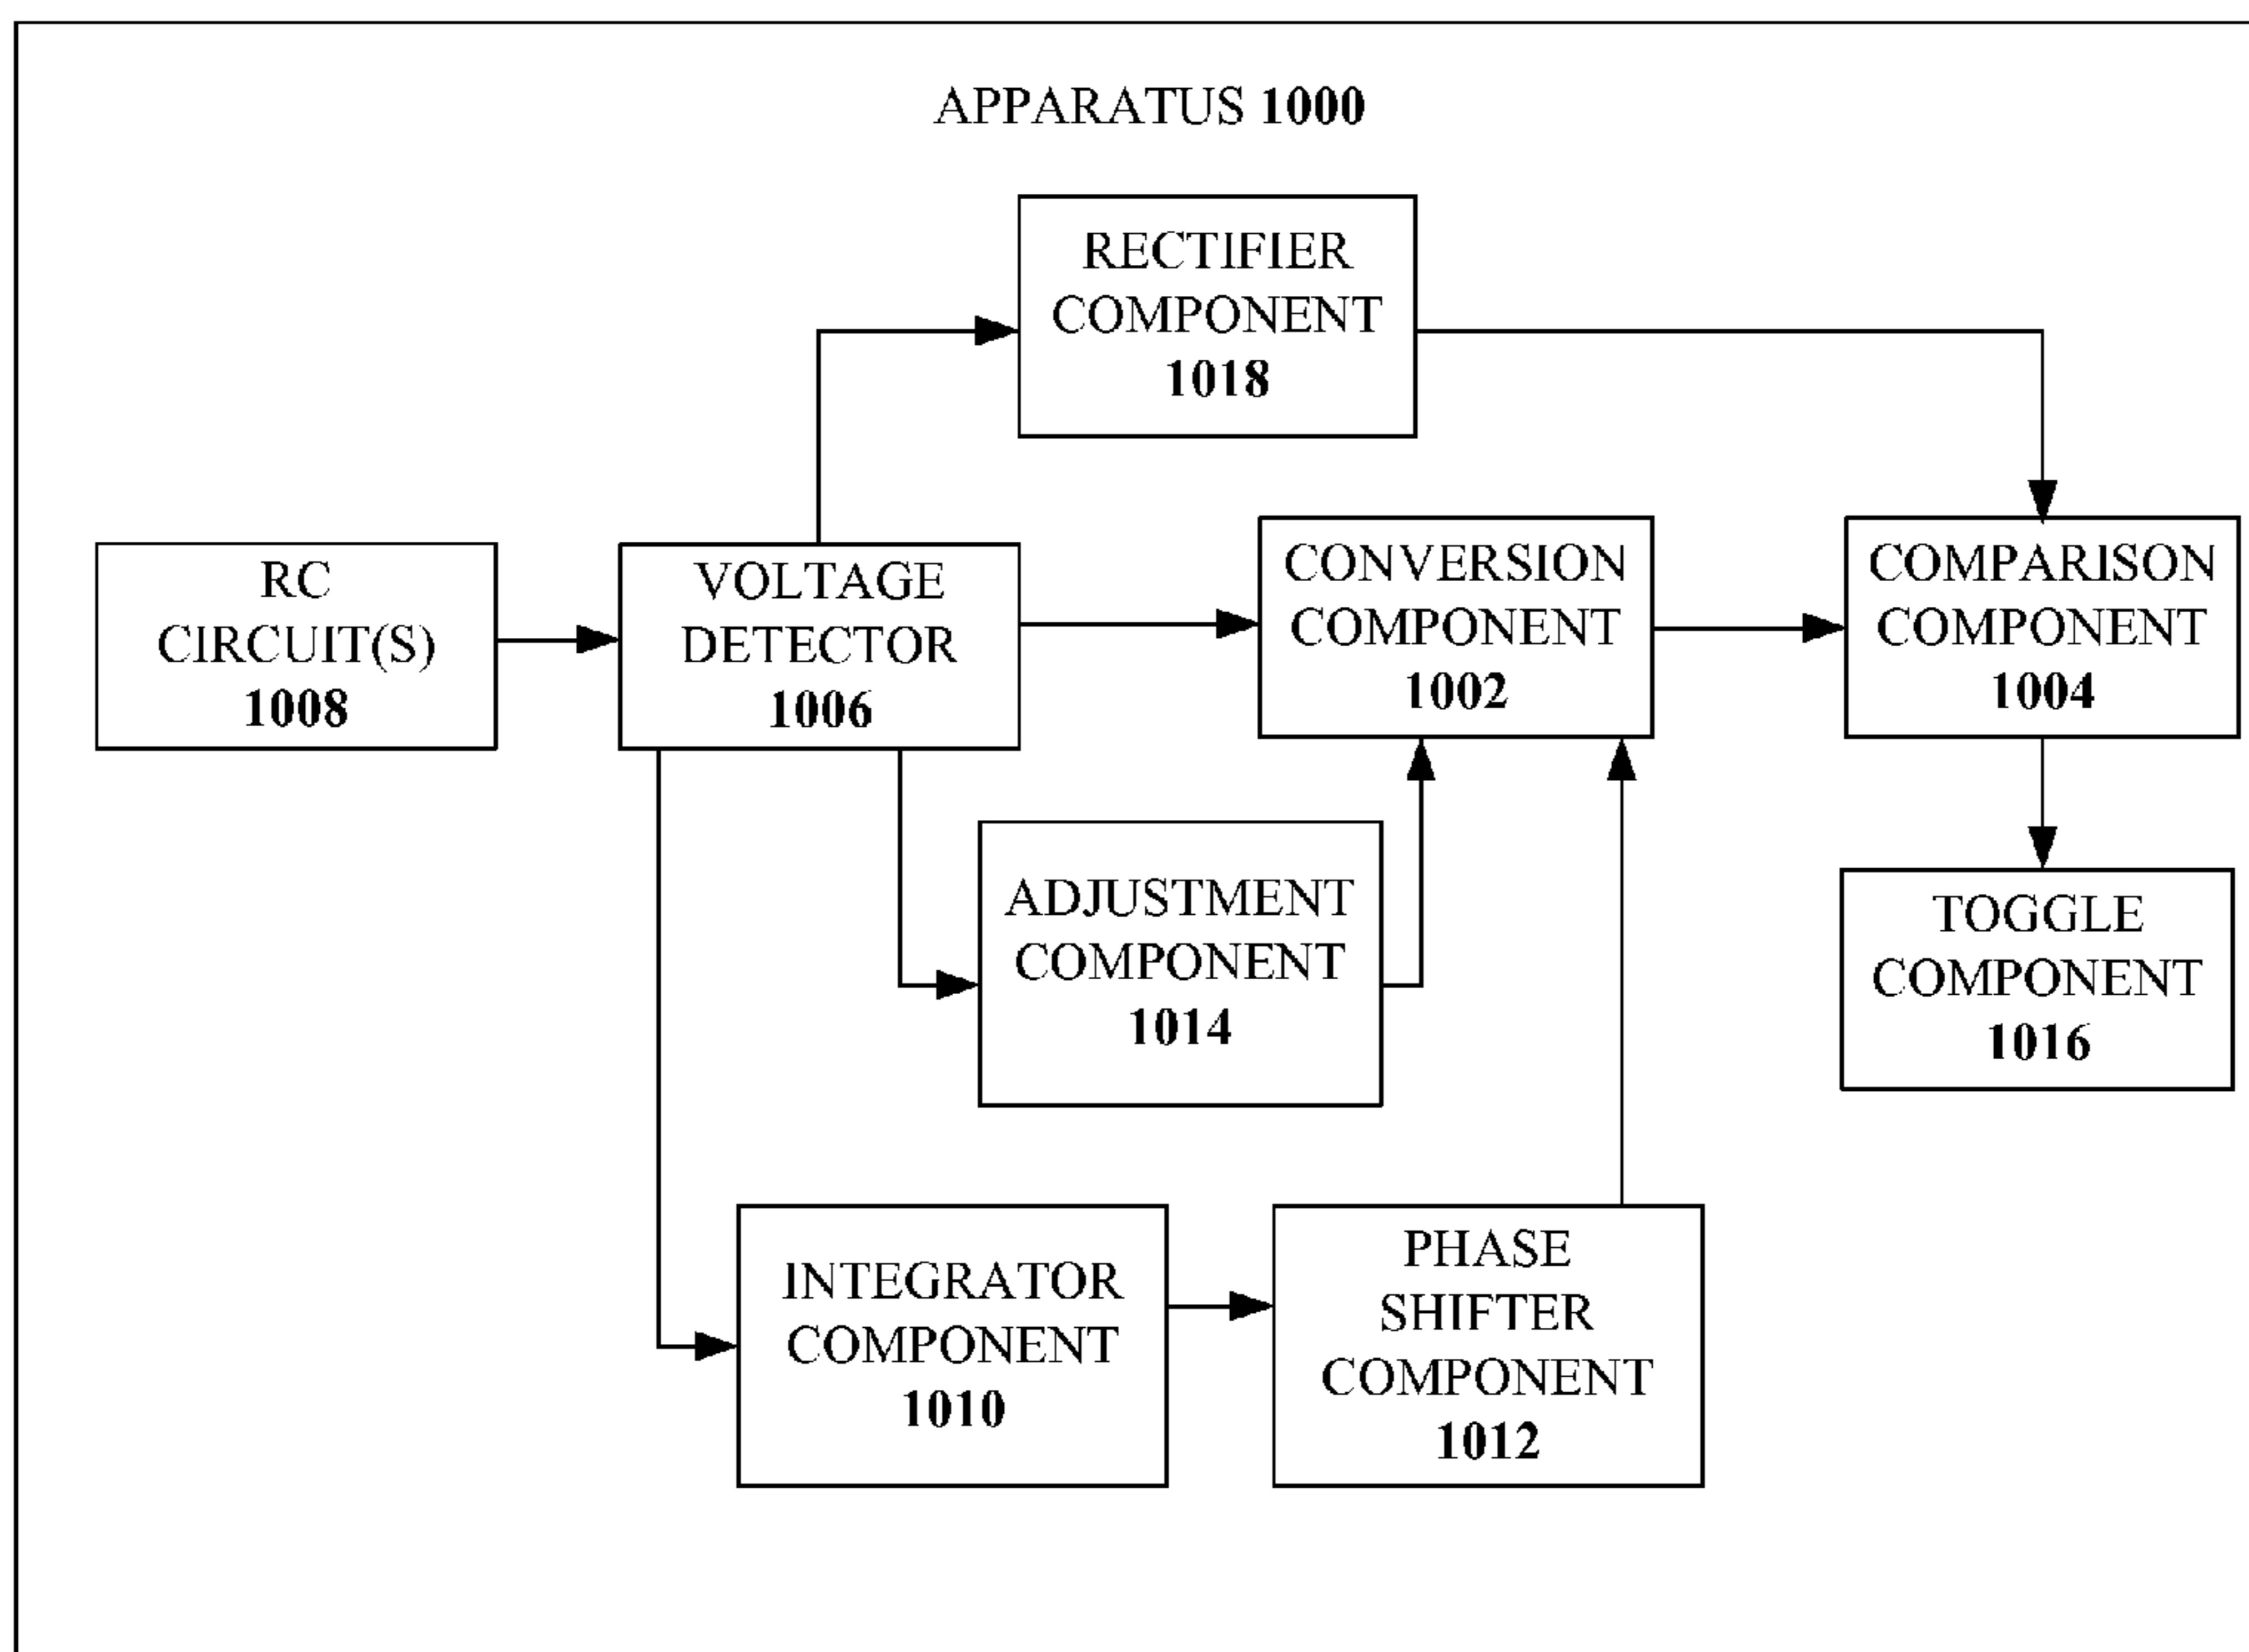 APPARATUS 1000
RECTIFIER
COMPONENT
1018
RC
CIRCUIT(S)
1008
VOLTAGE
DETECTOR
1006
CONVERSION
COMPONENT
1002
COMPARISON
COMPONENT
1004
ADJUSTMENT
COMPONENT
1014
TOGGLE
COMPONENT
1016
INTEGRATOR
COMPONENT
1010
PHASE
SHIFTER
COMPONENT
1012